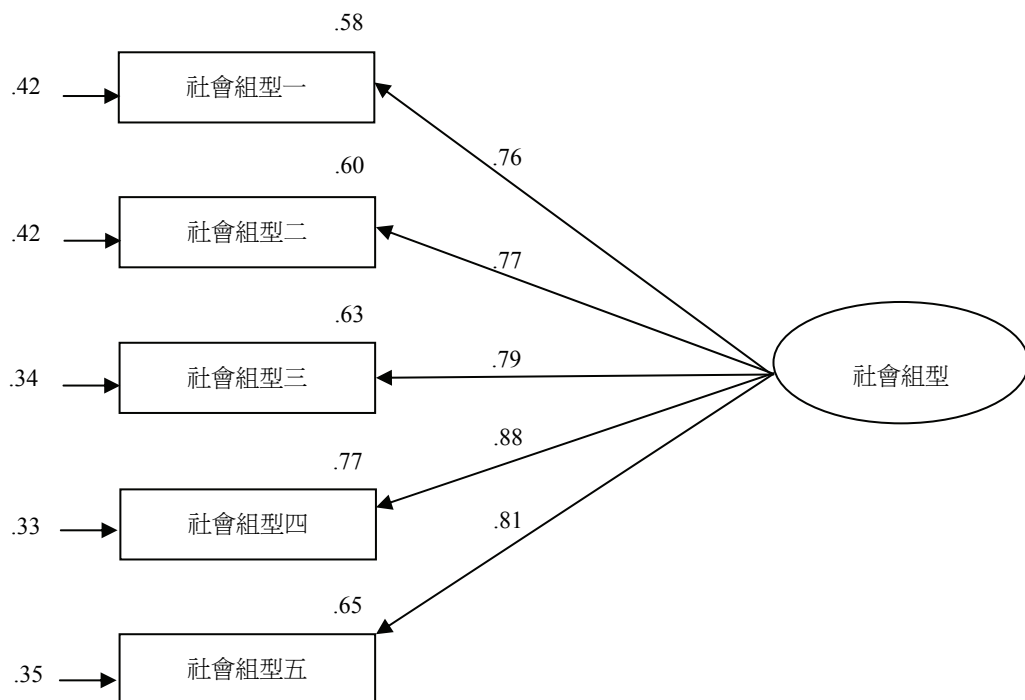 .58
.42
社會組型一
.76
.60
.42
社會組型二
.77
.63
.34
社會組型三
.79
社會組型
.77
.33
社會組型四
.88
.81
.65
.35
社會組型五